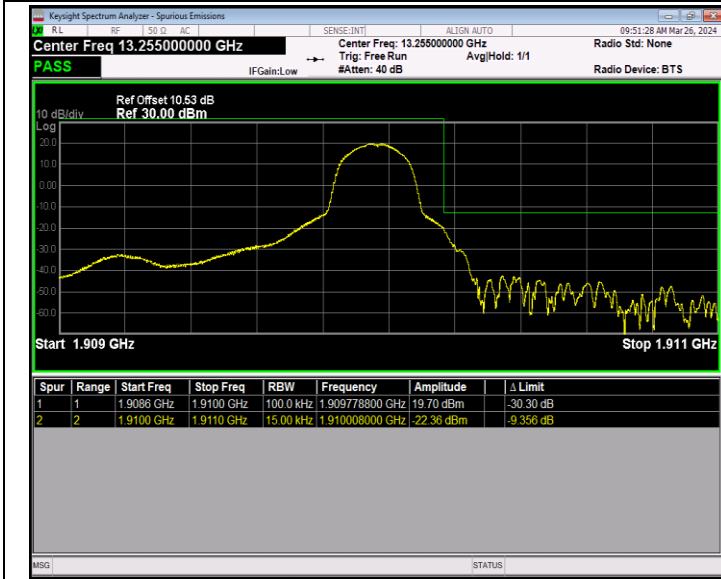 Keysight Spectrum Analyzer - Spurious Emissions
RL RF 50 Ω AC SENSE:INT ALIGN AUTO 09:51:28 AM Mar 26, 2024
Center Freq 13.255000000 GHz Center Freq: 13.255000000 GHz Radio Std: None
PASS Trig: Free Run Avg|Hold: 1/1
IFGain:Low #Atten: 40 dB Radio Device: BTS
Ref Offset 10.53 dB
10 dB/div Ref 30.00 dBm
Log
20.0
10.0
0.00
-10.0
-20.0
-30.0
-40.0
-50.0
-60.0
Start 1.909 GHz Stop 1.911 GHz
Spur Range Start Freq Stop Freq RBW Frequency Amplitude Δ Limit
1 1 1.9086 GHz 1.9100 GHz 100.0 kHz 1.909778800 GHz 19.70 dBm -30.30 dB
2 2 1.9100 GHz 1.9110 GHz 15.00 kHz 1.910008000 GHz -22.36 dBm -9.356 dB
MSG STATUS